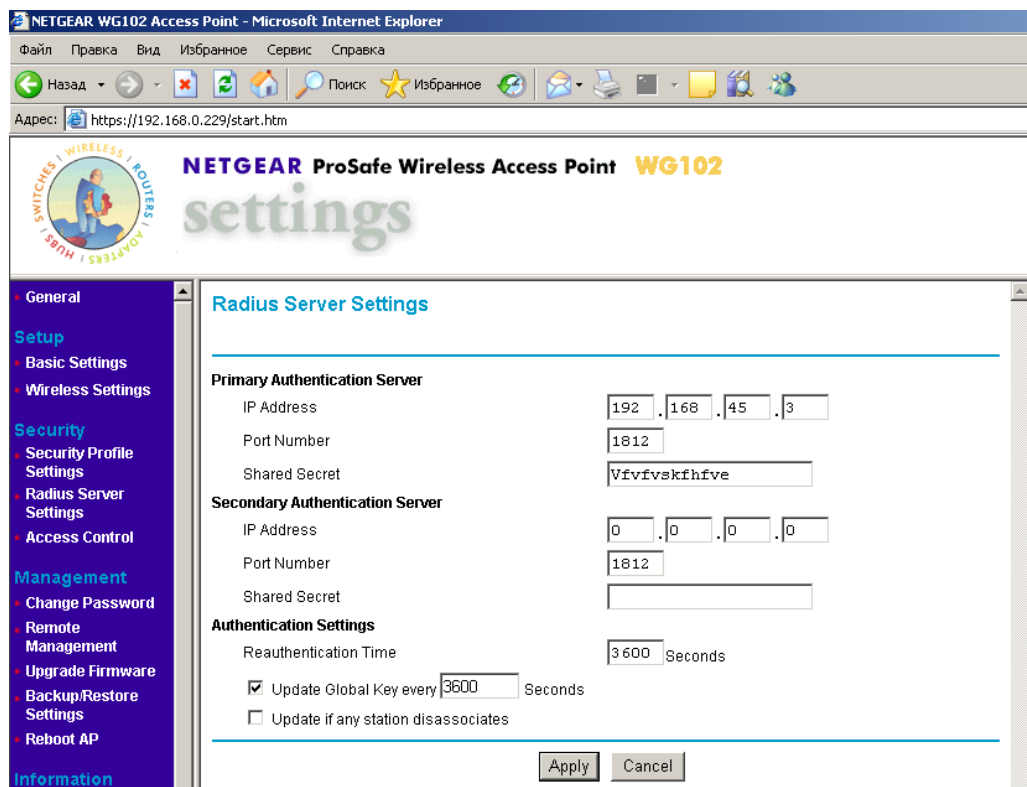 NETGEAR WG102 Access Point - Microsoft Internet Explorer
Файл Правка Вид Избранное Сервис Справка
Назад Поиск Избранное
Адрес: https://192.168.0.229/start.htm
SWITCHES | WIRELESS | ROUTERS | ADAPTERS | HUBS |
NETGEAR ProSafe Wireless Access Point WG102
settings
General
Setup
Basic Settings
Wireless Settings
Security
Security Profile
Settings
Radius Server
Settings
Access Control
Management
Change Password
Remote
Management
Upgrade Firmware
Backup/Restore
Settings
Reboot AP
Information
Radius Server Settings
Primary Authentication Server
IP Address 192 . 168 . 45 . 3
Port Number 1812
Shared Secret Vfvfvskfhfve
Secondary Authentication Server
IP Address 0 . 0 . 0 . 0
Port Number 1812
Shared Secret
Authentication Settings
Reauthentication Time 3600 Seconds
Update Global Key every 3600 Seconds
Update if any station disassociates
Apply Cancel